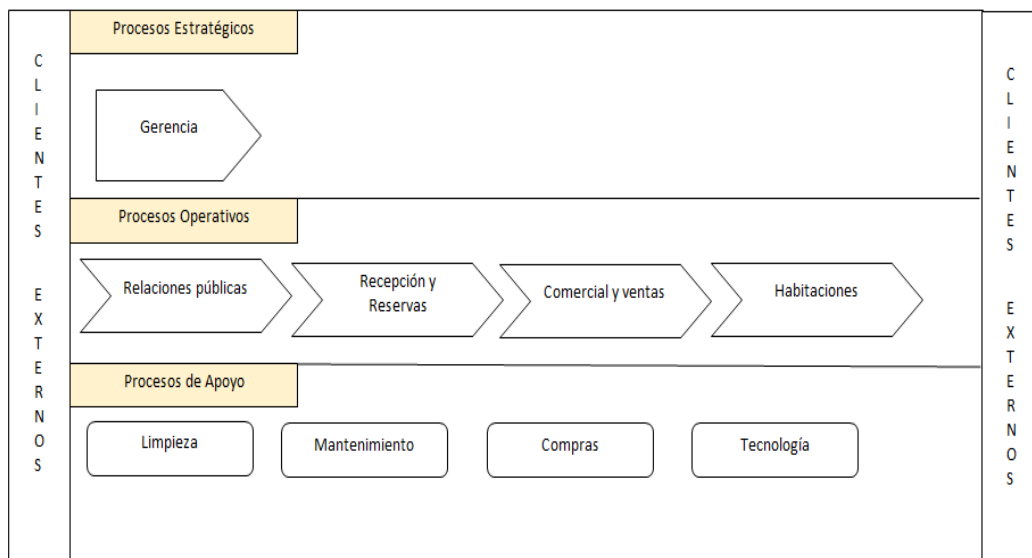 CLIENTES EXTERNOS
Procesos Estratégicos
Gerencia
Procesos Operativos
Relaciones públicas
Recepción y
Reservas
Comercial y ventas
Habitaciones
Procesos de Apoyo
Limpieza
Mantenimiento
Compras
Tecnología
CLIENTES EXTERNOS